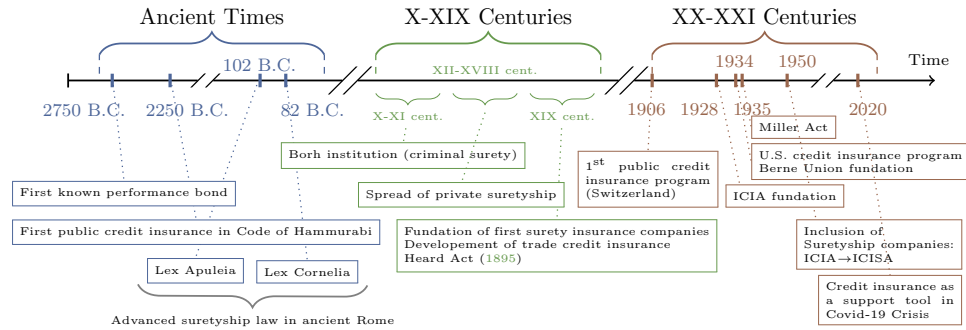 Ancient Times
X-XIX Centuries
XX-XXI Centuries
Time
102 B.C.
XII-XVIII cent.
1934
1950
2750 B.C.
2250 B.C.
82 B.C.
X-XI cent.
XIX cent.
1906
1928
1935
2020
Miller Act
Borh institution (criminal surety)
1st public credit
insurance program
(Switzerland)
U.S. credit insurance program
Berne Union fundation
First known performance bond
Spread of private suretyship
ICIA fundation
First public credit insurance in Code of Hammurabi
Fundation of first surety insurance companies
Developement of trade credit insurance
Heard Act (1895)
Inclusion of
Suretyship companies:
ICIA→ICISA
Lex Apuleia
Lex Cornelia
Credit insurance as
a support tool in
Covid-19 Crisis
Advanced suretyship law in ancient Rome